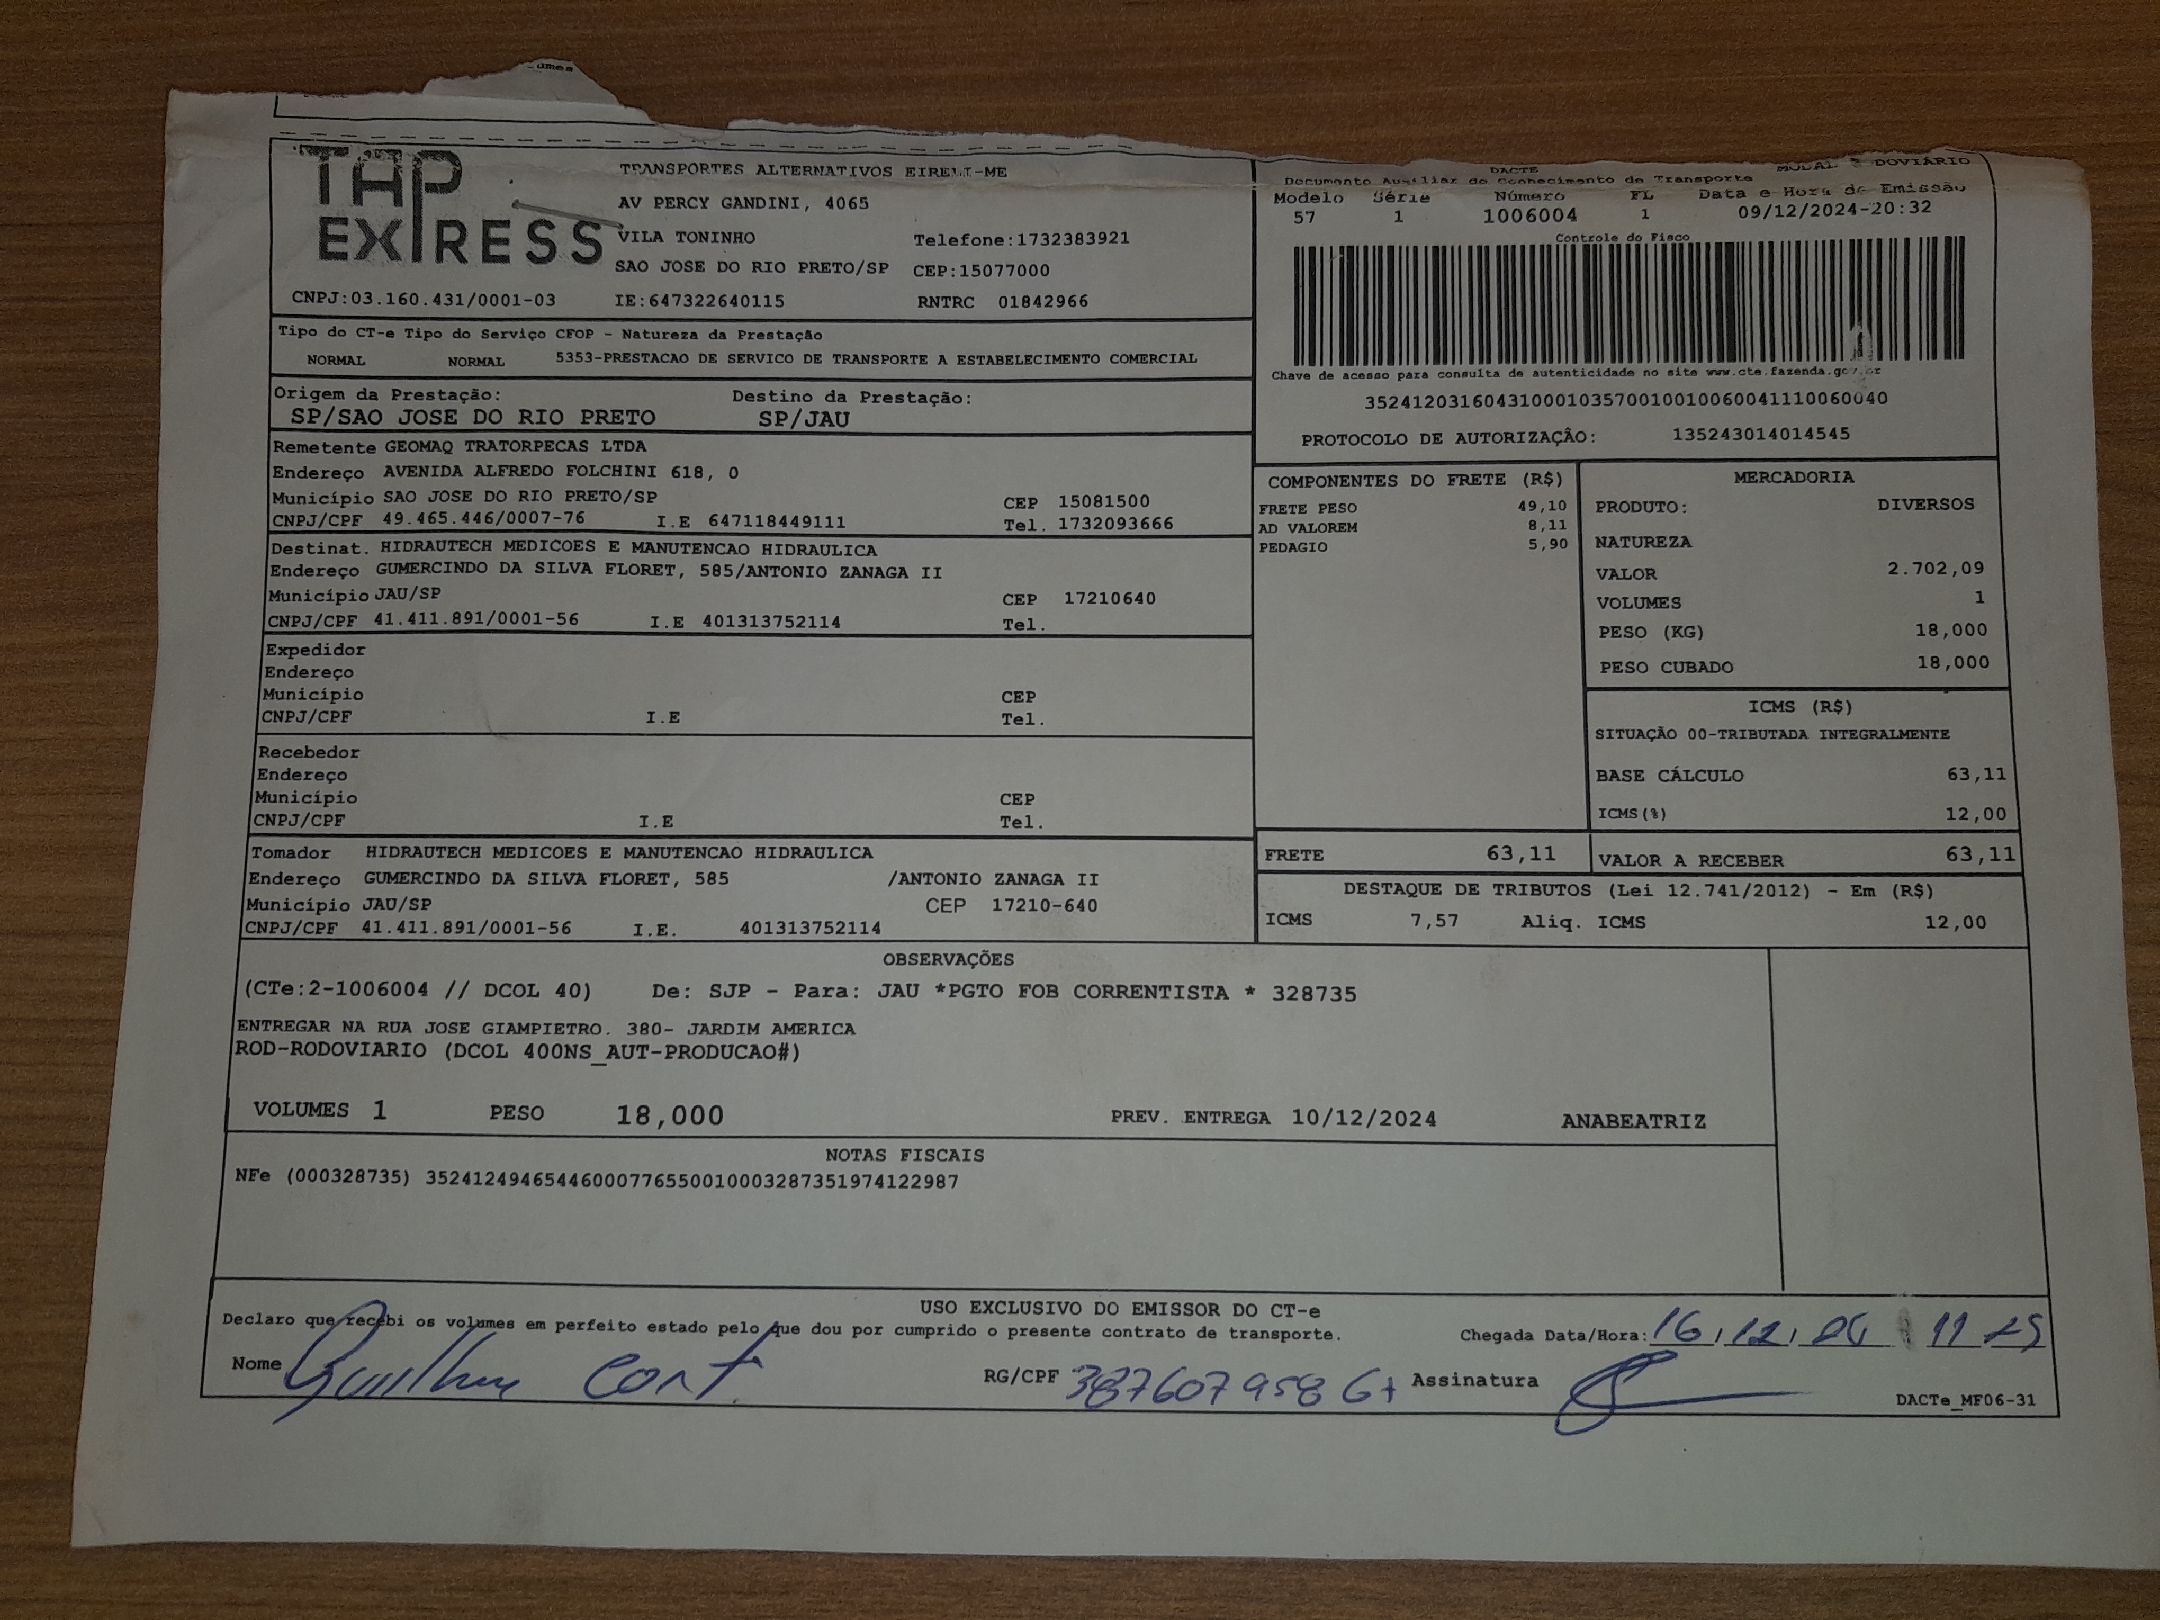 umes
TAP
EXPRESS
TRANSPORTES ALTERNATIVOS EIRELI-ME
AV PERCY GANDINI, 4065
VILA TONINHO Telefone:1732383921
SAO JOSE DO RIO PRETO/SP CEP:15077000
CNPJ:03.160.431/0001-03 IE:647322640115 RNTRC 01842966
DACTE
Documento Auxiliar do Conhecimento de Transporte
DOVIÁRIO
Modelo Série Número FL Data e Hora de Emissão
57 1 1006004 1 09/12/2024-20:32
Controle do Fisco
Chave de acesso para consulta de autenticidade no site www.cte.fazenda.gov.br
35241203160431000103570010010060041110060040
PROTOCOLO DE AUTORIZAÇÂO: 135243014014545
Tipo do CT-e Tipo do Serviço CFOP - Natureza da Prestação
NORMAL NORMAL 5353-PRESTACAO DE SERVICO DE TRANSPORTE A ESTABELECIMENTO COMERCIAL
Origem da Prestação: Destino da Prestação:
SP/SAO JOSE DO RIO PRETO SP/JAU
Remetente GEOMAQ TRATORPECAS LTDA
Endereço AVENIDA ALFREDO FOLCHINI 618, 0
Município SAO JOSE DO RIO PRETO/SP CEP 15081500
CNPJ/CPF 49.465.446/0007-76 I.E 647118449111 Tel. 1732093666
Destinat. HIDRAUTECH MEDICOES E MANUTENCAO HIDRAULICA
Endereço GUMERCINDO DA SILVA FLORET, 585/ANTONIO ZANAGA II
Município JAU/SP CEP 17210640
CNPJ/CPF 41.411.891/0001-56 I.E 401313752114 Tel.
Expedidor
Endereço
Município CEP
CNPJ/CPF I.E Tel.
Recebedor
Endereço
Município CEP
CNPJ/CPF I.E Tel.
Tomador HIDRAUTECH MEDICOES E MANUTENCAO HIDRAULICA
Endereço GUMERCINDO DA SILVA FLORET, 585 /ANTONIO ZANAGA II
Município JAU/SP CEP 17210-640
CNPJ/CPF 41.411.891/0001-56 I.E. 401313752114
COMPONENTES DO FRETE (R$)
FRETE PESO 49,10
AD VALOREM 8,11
PEDAGIO 5,90
MERCADORIA
PRODUTO: DIVERSOS
NATUREZA
VALOR 2.702,09
VOLUMES 1
PESO (KG) 18,000
PESO CUBADO 18,000
ICMS (R$)
SITUAÇÃO 00-TRIBUTADA INTEGRALMENTE
BASE CÁLCULO 63,11
ICMS(%) 12,00
FRETE 63,11 VALOR A RECEBER 63,11
DESTAQUE DE TRIBUTOS (Lei 12.741/2012) - Em (R$)
ICMS 7,57 Aliq. ICMS 12,00
OBSERVAÇÕES
(CTe:2-1006004 // DCOL 40) De: SJP - Para: JAU *PGTO FOB CORRENTISTA * 328735
ENTREGAR NA RUA JOSE GIAMPIETRO. 380- JARDIM AMERICA
ROD-RODOVIARIO (DCOL 400NS_AUT-PRODUCAO#)
VOLUMES 1 PESO 18,000 PREV. ENTREGA 10/12/2024 ANABEATRIZ
NOTAS FISCAIS
NFe (000328735) 35241249465446000776550010003287351974122987
USO EXCLUSIVO DO EMISSOR DO CT-e
Declaro que recebi os volumes em perfeito estado pelo que dou por cumprido o presente contrato de transporte. Chegada Data/Hora: 16,12,
Nome RG/CPF Assinatura
DACTe_MF06-31